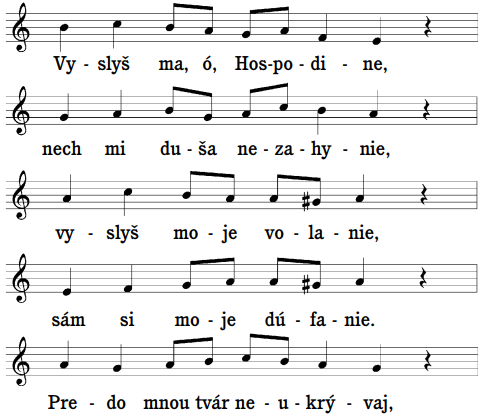 Vy - slyš ma, ó, Hos-po-di - ne,
nech mi du-ša ne-za-hy-nie,
vy - slyš mo-je vo-la-nie,
sám si mo-je dú-fa-nie.
Pre - do mnou tvár ne-u-krý-vaj,